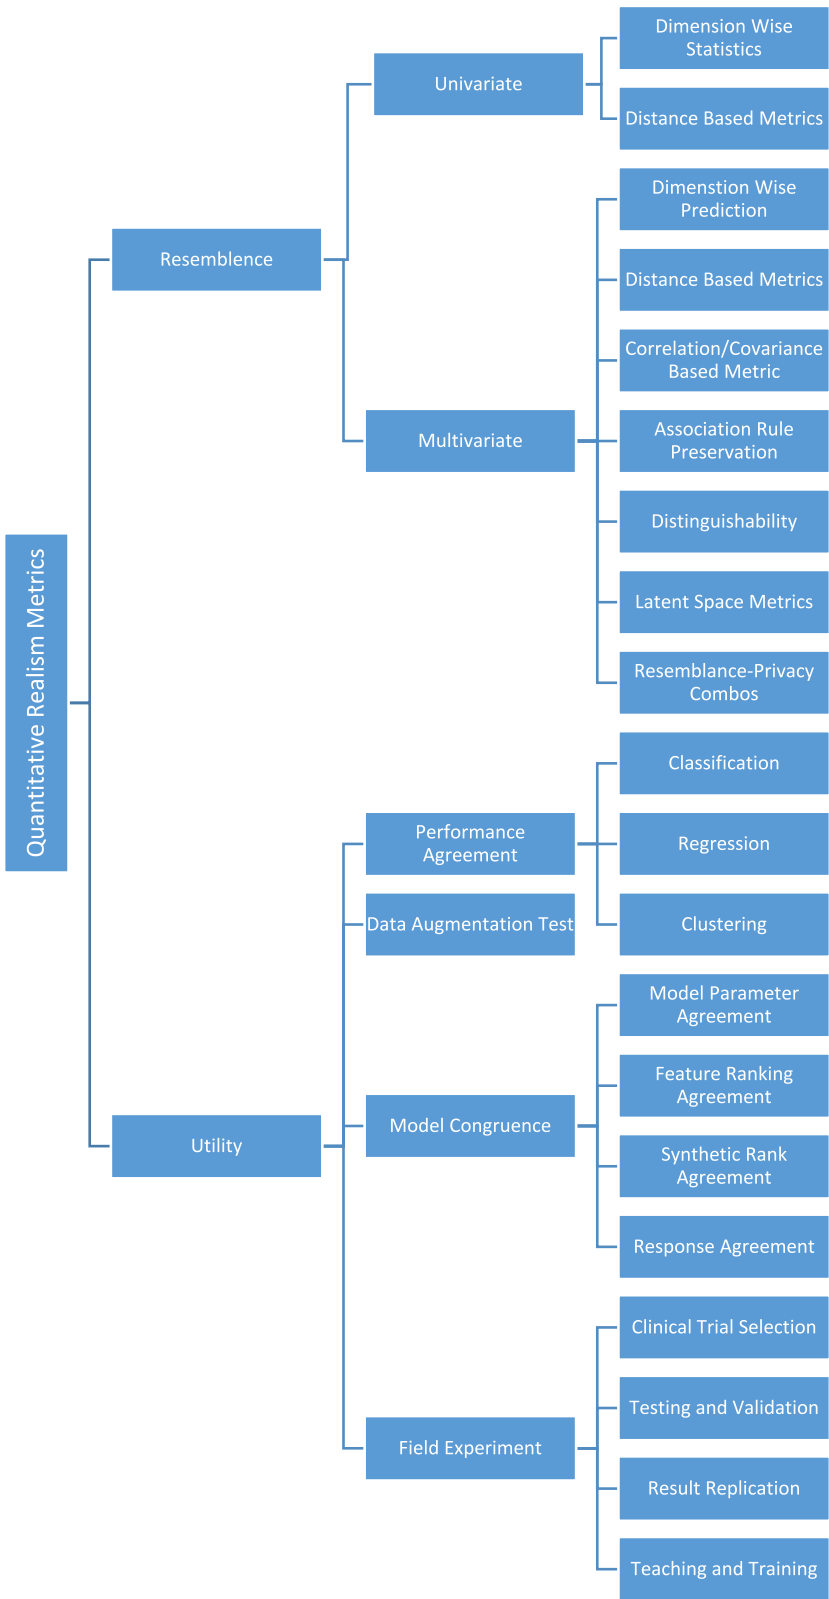 Quantitative Realism Metrics
Resemblence
Univariate
Dimension Wise
Statistics
Distance Based Metrics
Multivariate
Dimenstion Wise
Prediction
Distance Based Metrics
Correlation/Covariance
Based Metric
Association Rule
Preservation
Distinguishability
Latent Space Metrics
Resemblance-Privacy
Combos
Utility
Performance
Agreement
Classification
Regression
Clustering
Data Augmentation Test
Model Congruence
Model Parameter
Agreement
Feature Ranking
Agreement
Synthetic Rank
Agreement
Response Agreement
Field Experiment
Clinical Trial Selection
Testing and Validation
Result Replication
Teaching and Training